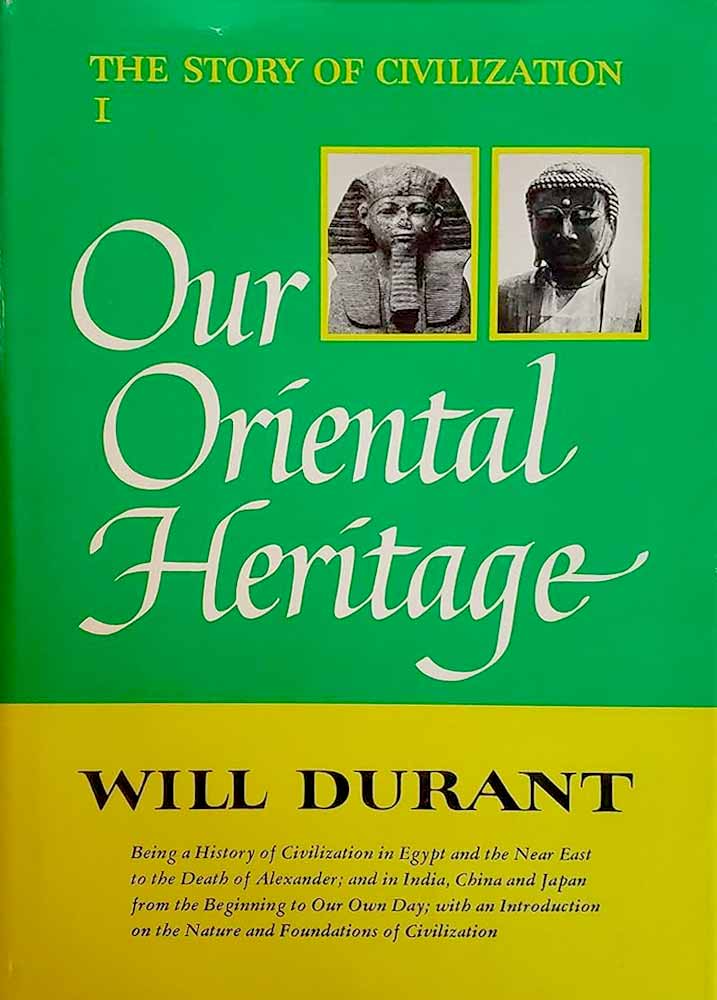 THE STORY OF CIVILIZATION
I
Our
Oriental
Heritage
WILL DURANT
Being a History of Civilization in Egypt and the Near East
to the Death of Alexander; and in India, China and Japan
from the Beginning to Our Own Day; with an Introduction
on the Nature and Foundations of Civilization